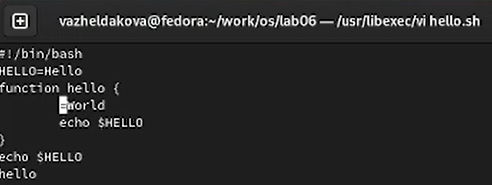 vazheldakova@fedora:~/work/os/lab06 — /usr/libexec/vi hello.sh
#!/bin/bash
HELLO=Hello
function hello {
        =World
        echo $HELLO
}
echo $HELLO
hello